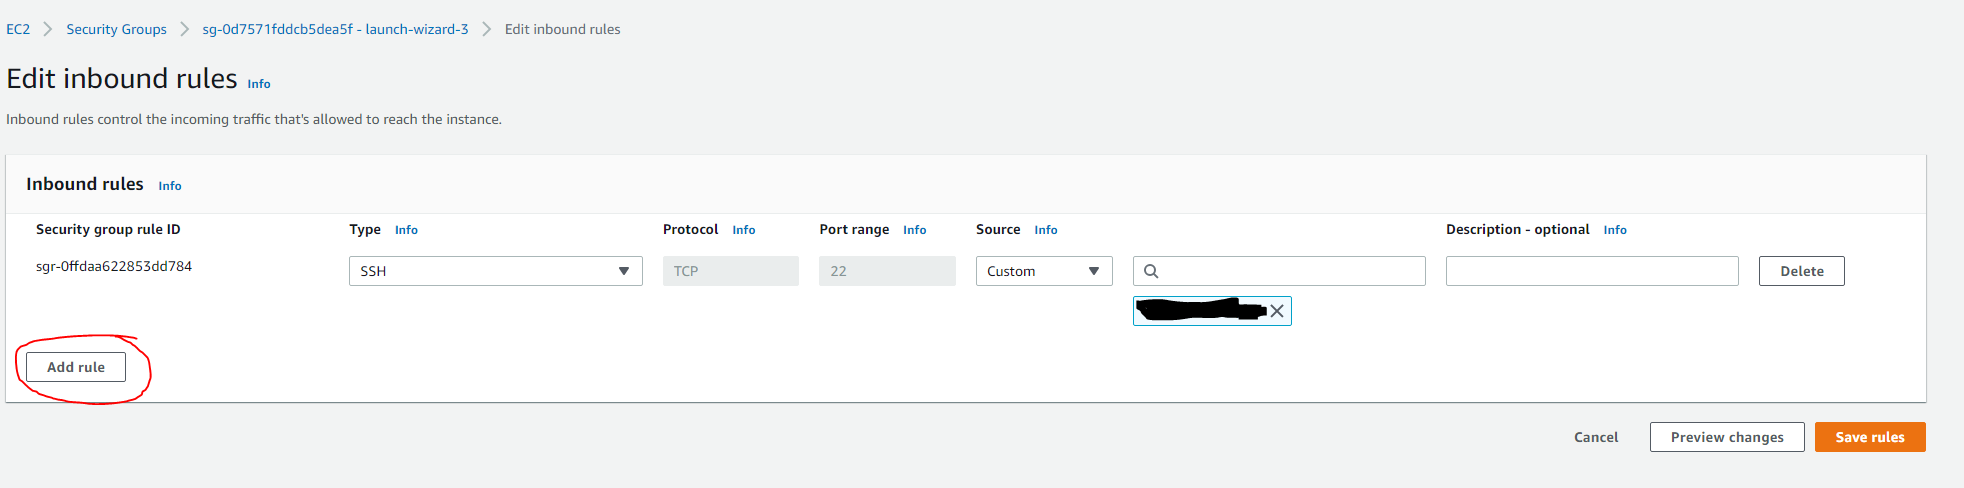 EC2 > Security Groups > sg-0d7571fddcb5dea5f - launch-wizard-3 > Edit inbound rules
Edit inbound rules Info
Inbound rules control the incoming traffic that's allowed to reach the instance.
Inbound rules Info
Security group rule ID Type Info Protocol Info Port range Info Source Info Description - optional Info
sgr-0ffdaa622853dd784 SSH TCP 22 Custom Delete
Add rule
Cancel Preview changes Save rules